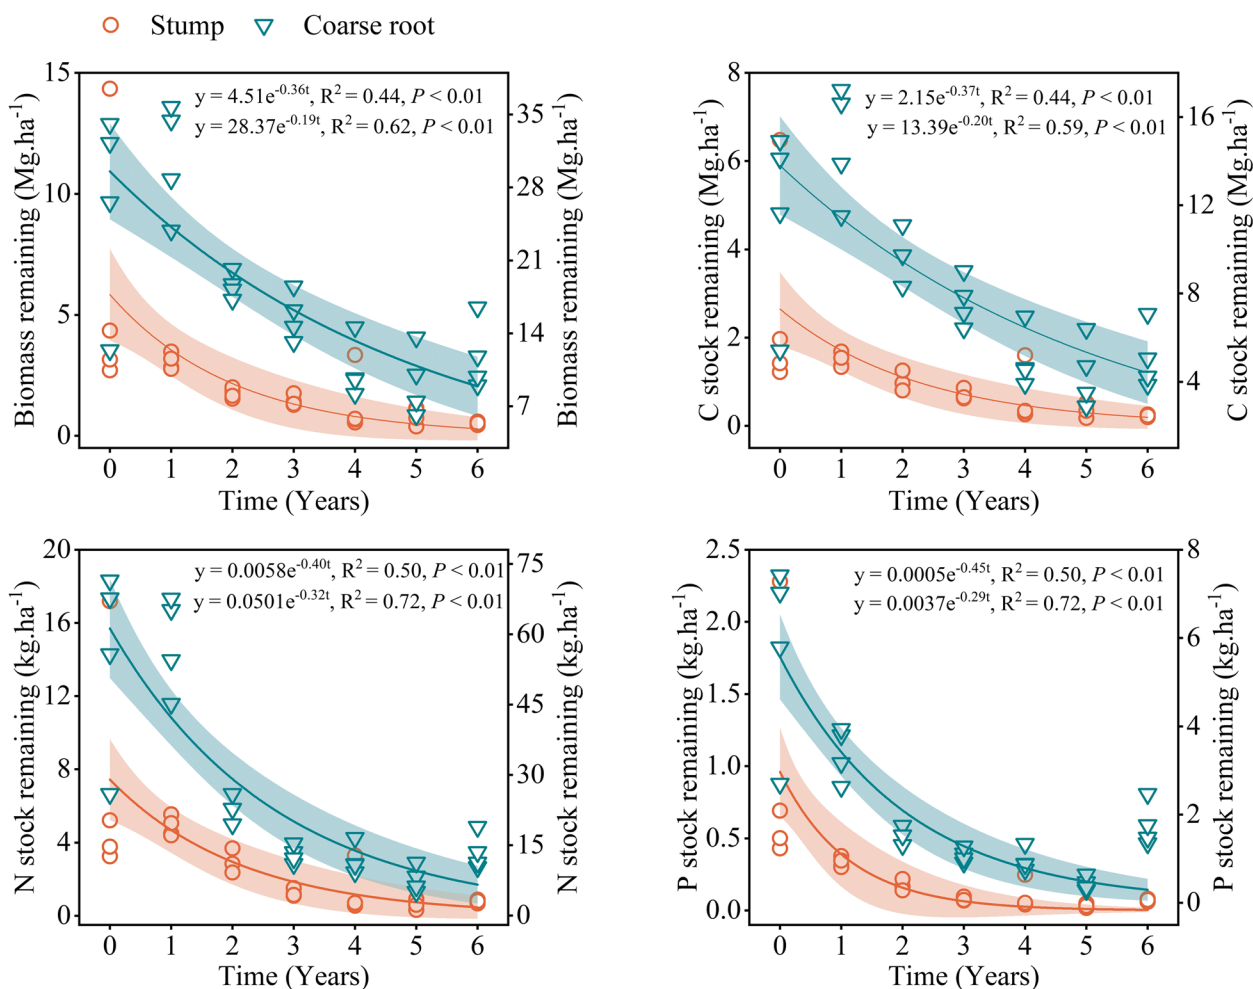 Stump Coarse root
y = 4.51e^-0.36t, R² = 0.44, P < 0.01
y = 28.37e^-0.19t, R² = 0.62, P < 0.01
Biomass remaining (Mg.ha⁻¹)
15
10
5
0
35
28
21
14
7
Biomass remaining (Mg.ha⁻¹)
0 1 2 3 4 5 6
Time (Years)
y = 2.15e^-0.37t, R² = 0.44, P < 0.01
y = 13.39e^-0.20t, R² = 0.59, P < 0.01
C stock remaining (Mg.ha⁻¹)
8
6
4
2
0
16
12
8
4
C stock remaining (Mg.ha⁻¹)
0 1 2 3 4 5 6
Time (Years)
y = 0.0058e^-0.40t, R² = 0.50, P < 0.01
y = 0.0501e^-0.32t, R² = 0.72, P < 0.01
N stock remaining (kg.ha⁻¹)
20
16
12
8
4
0
75
60
45
30
15
0
N stock remaining (kg.ha⁻¹)
0 1 2 3 4 5 6
Time (Years)
y = 0.0005e^-0.45t, R² = 0.50, P < 0.01
y = 0.0037e^-0.29t, R² = 0.72, P < 0.01
P stock remaining (kg.ha⁻¹)
2.5
2.0
1.5
1.0
0.5
0.0
8
6
4
2
0
P stock remaining (kg.ha⁻¹)
0 1 2 3 4 5 6
Time (Years)